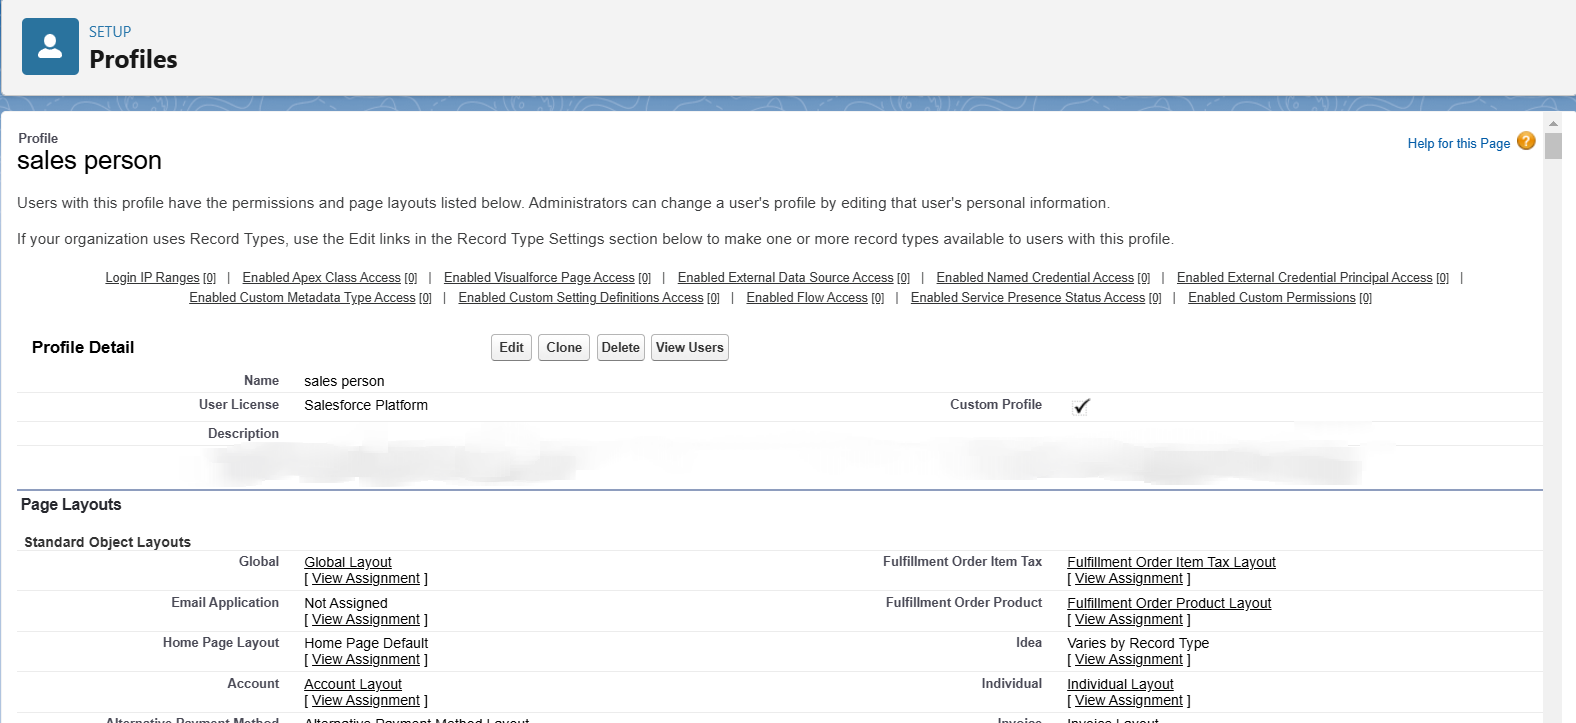 SETUP
Profiles
Profile
sales person
Help for this Page ?
Users with this profile have the permissions and page layouts listed below. Administrators can change a user's profile by editing that user's personal information.
If your organization uses Record Types, use the Edit links in the Record Type Settings section below to make one or more record types available to users with this profile.
Login IP Ranges [0] | Enabled Apex Class Access [0] | Enabled Visualforce Page Access [0] | Enabled External Data Source Access [0] | Enabled Named Credential Access [0] | Enabled External Credential Principal Access [0] |
Enabled Custom Metadata Type Access [0] | Enabled Custom Setting Definitions Access [0] | Enabled Flow Access [0] | Enabled Service Presence Status Access [0] | Enabled Custom Permissions [0]
Profile Detail Edit Clone Delete View Users
Name sales person
User License Salesforce Platform Custom Profile ✓
Description
Page Layouts
Standard Object Layouts
Global Global Layout Fulfillment Order Item Tax Fulfillment Order Item Tax Layout
[ View Assignment ] [ View Assignment ]
Email Application Not Assigned Fulfillment Order Product Fulfillment Order Product Layout
[ View Assignment ] [ View Assignment ]
Home Page Layout Home Page Default Idea Varies by Record Type
[ View Assignment ] [ View Assignment ]
Account Account Layout Individual Individual Layout
[ View Assignment ] [ View Assignment ]
Alternative Payment Method Alternative Payment Method Layout Invoice Invoice Layout